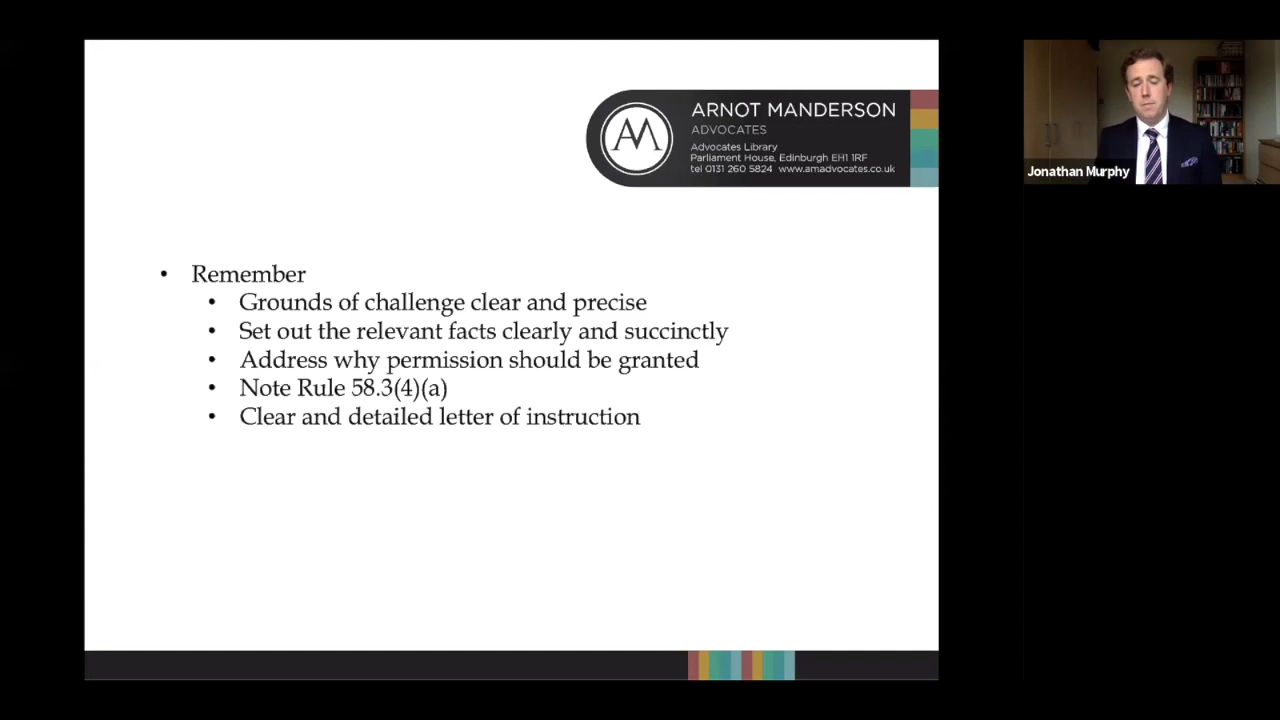 ARNOT MANDERSON
ADVOCATES
Advocates Library
Parliament House, Edinburgh EH1 1RF
tel 0131 260 5824 www.amadvocates.co.uk
AM
Jonathan Murphy
• Remember
• Grounds of challenge clear and precise
• Set out the relevant facts clearly and succinctly
• Address why permission should be granted
• Note Rule 58.3(4)(a)
• Clear and detailed letter of instruction